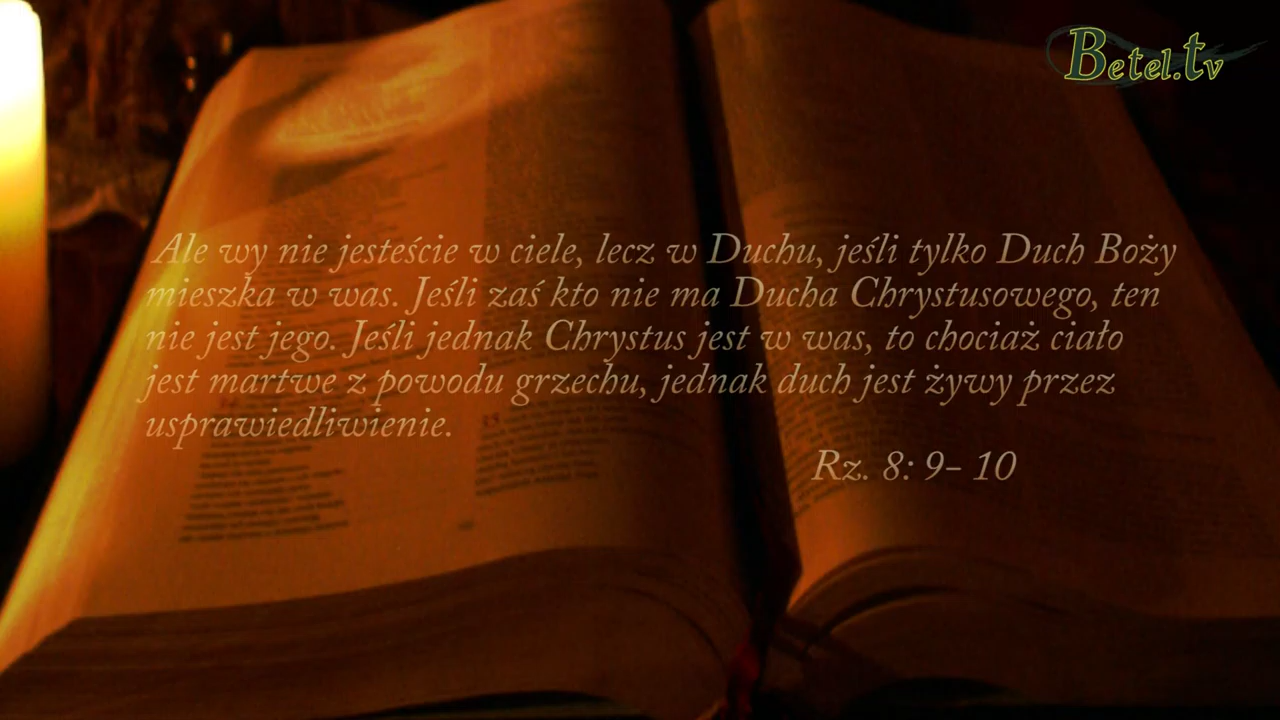 Betel.tv
Ale wy nie jesteście w ciele, lecz w Duchu, jeśli tylko Duch Boży
mieszka w was. Jeśli zaś kto nie ma Ducha Chrystusowego, ten
nie jest jego. Jeśli jednak Chrystus jest w was, to chociaż ciało
jest martwe z powodu grzechu, jednak duch jest żywy przez
usprawiedliwienie.
Rz. 8: 9- 10